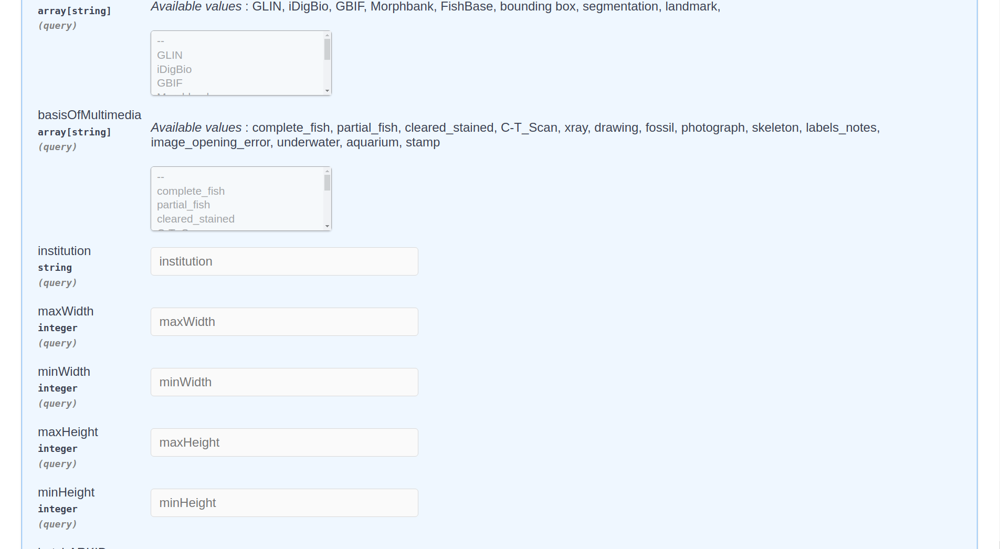 array[string]
(query)
Available values : GLIN, iDigBio, GBIF, Morphbank, FishBase, bounding box, segmentation, landmark,
--
GLIN
iDigBio
GBIF
basisOfMultimedia
array[string]
(query)
Available values : complete_fish, partial_fish, cleared_stained, C-T_Scan, xray, drawing, fossil, photograph, skeleton, labels_notes,
image_opening_error, underwater, aquarium, stamp
--
complete_fish
partial_fish
cleared_stained
institution
string
(query)
institution
maxWidth
integer
(query)
maxWidth
minWidth
integer
(query)
minWidth
maxHeight
integer
(query)
maxHeight
minHeight
integer
(query)
minHeight